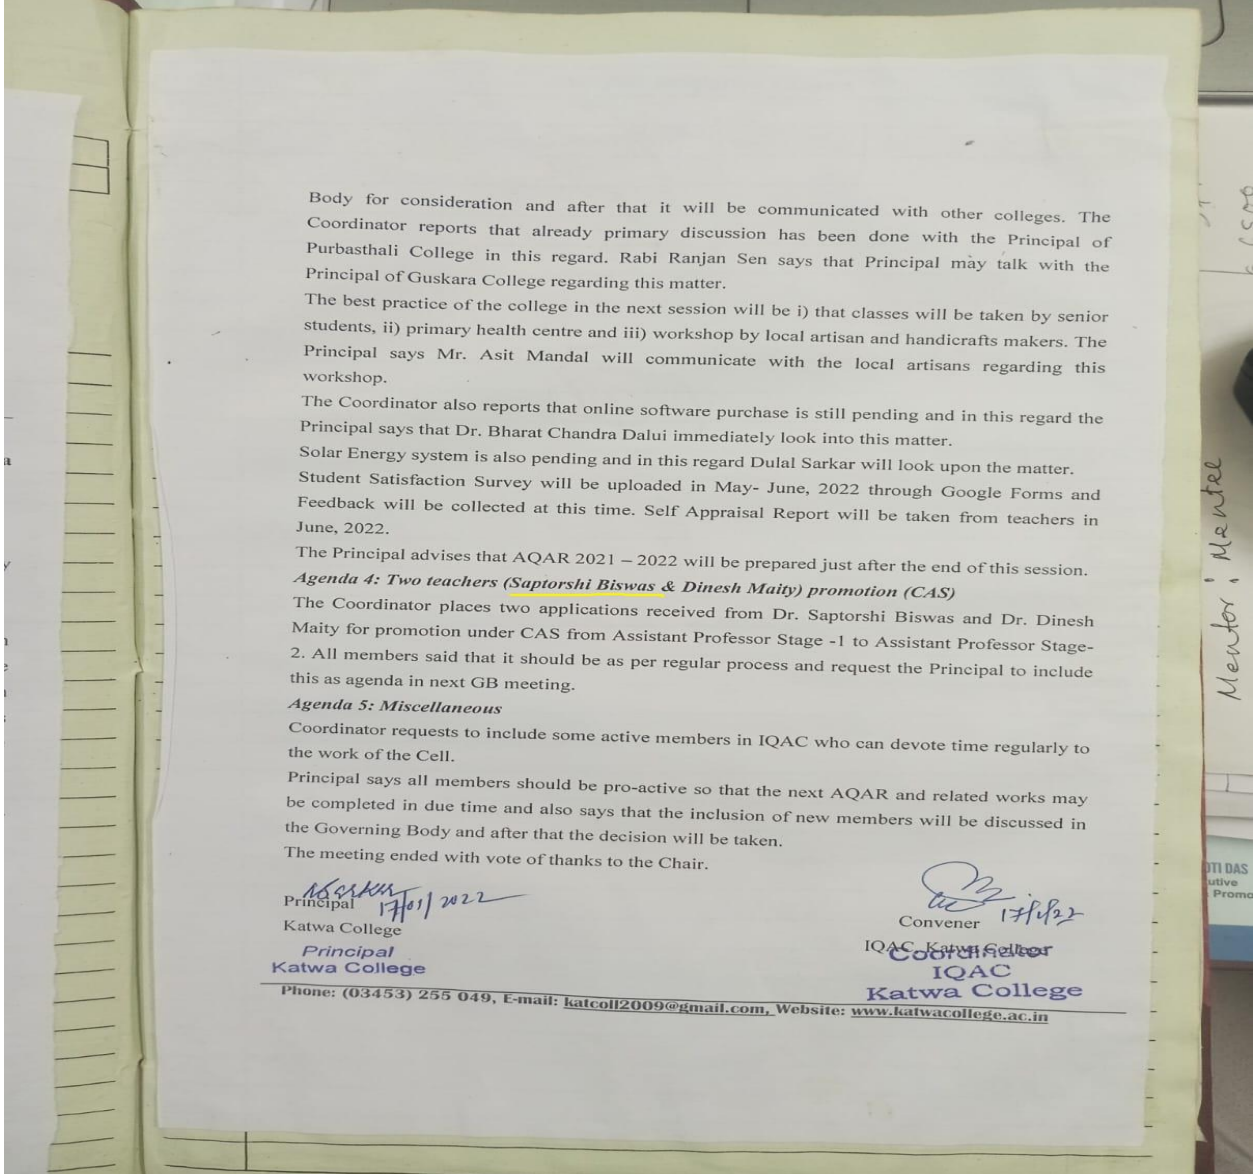 Body for consideration and after that it will be communicated with other colleges. The
Coordinator reports that already primary discussion has been done with the Principal of
Purbasthali College in this regard. Rabi Ranjan Sen says that Principal may talk with the
Principal of Guskara College regarding this matter.
The best practice of the college in the next session will be i) that classes will be taken by senior
students, ii) primary health centre and iii) workshop by local artisan and handicrafts makers. The
Principal says Mr. Asit Mandal will communicate with the local artisans regarding this
workshop.
The Coordinator also reports that online software purchase is still pending and in this regard the
Principal says that Dr. Bharat Chandra Dalui immediately look into this matter.
Solar Energy system is also pending and in this regard Dulal Sarkar will look upon the matter.
Student Satisfaction Survey will be uploaded in May- June, 2022 through Google Forms and
Feedback will be collected at this time. Self Appraisal Report will be taken from teachers in
June, 2022.
The Principal advises that AQAR 2021 – 2022 will be prepared just after the end of this session.
Agenda 4: Two teachers (Saptorshi Biswas & Dinesh Maity) promotion (CAS)
The Coordinator places two applications received from Dr. Saptorshi Biswas and Dr. Dinesh
Maity for promotion under CAS from Assistant Professor Stage -1 to Assistant Professor Stage-
2. All members said that it should be as per regular process and request the Principal to include
this as agenda in next GB meeting.
Agenda 5: Miscellaneous
Coordinator requests to include some active members in IQAC who can devote time regularly to
the work of the Cell.
Principal says all members should be pro-active so that the next AQAR and related works may
be completed in due time and also says that the inclusion of new members will be discussed in
the Governing Body and after that the decision will be taken.
The meeting ended with vote of thanks to the Chair.
17/01/2022
Principal
Katwa College
Principal
Katwa College
17/1/22
Convener
IQAC, Katwa College
Coordinator
IQAC
Katwa College
Phone: (03453) 255 049, E-mail: katcoll2009@gmail.com, Website: www.katwacollege.ac.in
Mentor : Mentee
OTI DAS
utive
Promo